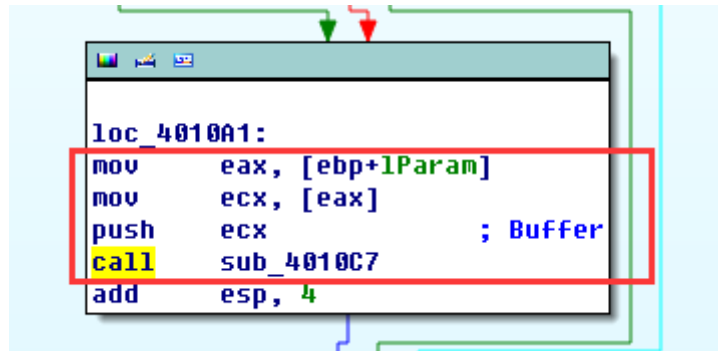 loc_4010A1:
mov eax, [ebp+lParam]
mov ecx, [eax]
push ecx ; Buffer
call sub_4010C7
add esp, 4